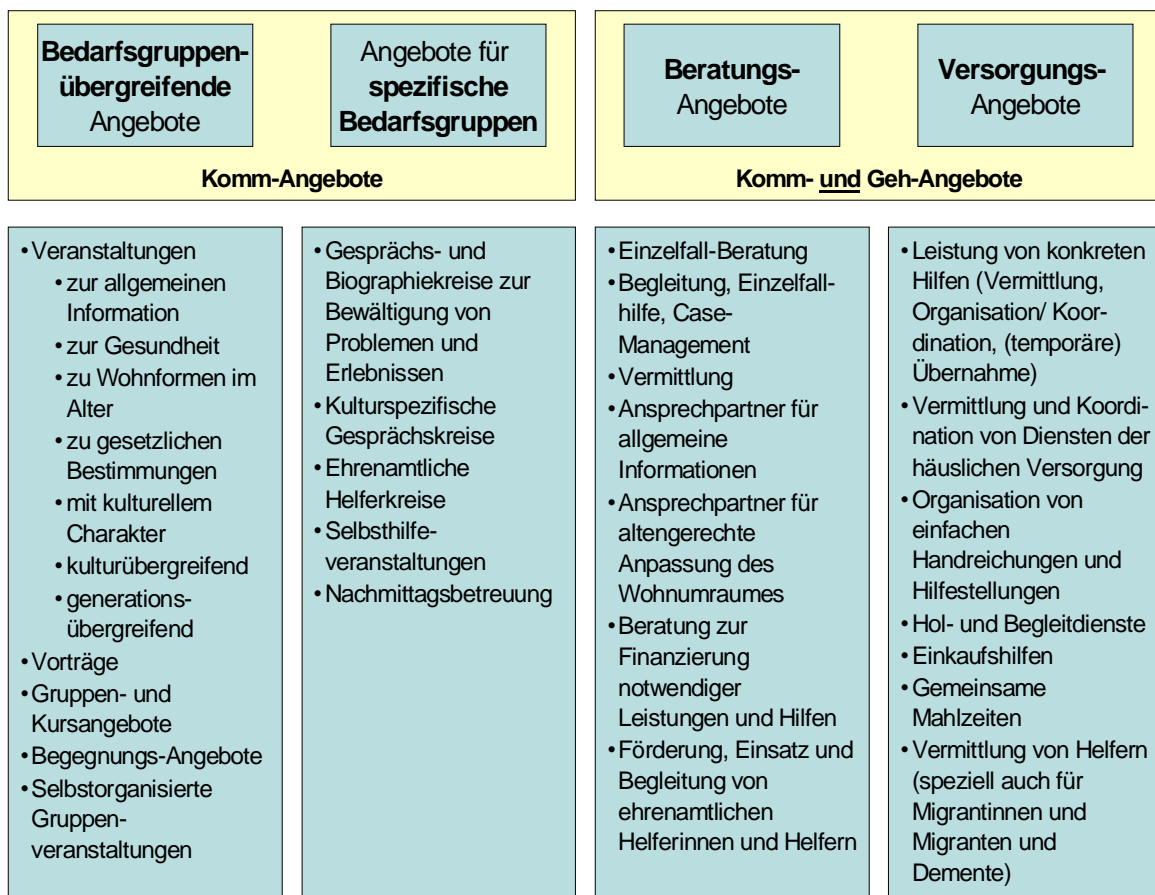 Bedarfsgruppen-
übergreifende
Angebote
Angebote für
spezifische
Bedarfsgruppen
Komm-Angebote
Beratungs-
Angebote
Versorgungs-
Angebote
Komm- und Geh-Angebote
•Veranstaltungen
•zur allgemeinen
Information
•zur Gesundheit
•zu Wohnformen im
Alter
•zu gesetzlichen
Bestimmungen
•mit kulturellem
Charakter
•kulturübergreifend
•generations-
übergreifend
•Vorträge
•Gruppen- und
Kursangebote
•Begegnungs-Angebote
•Selbstorganisierte
Gruppen-
veranstaltungen
•Gesprächs- und
Biographiekreise zur
Bewältigung von
Problemen und
Erlebnissen
•Kulturspezifische
Gesprächskreise
•Ehrenamtliche
Helferkreise
•Selbsthilfe-
veranstaltungen
•Nachmittagsbetreuung
•Einzelfall-Beratung
•Begleitung, Einzelfall-
hilfe, Case-
Management
•Vermittlung
•Ansprechpartner für
allgemeine
Informationen
•Ansprechpartner für
altengerechte
Anpassung des
Wohnumraumes
•Beratung zur
Finanzierung
notwendiger
Leistungen und Hilfen
•Förderung, Einsatz und
Begleitung von
ehrenamtlichen
Helferinnen und Helfern
•Leistung von konkreten
Hilfen (Vermittlung,
Organisation/ Koor-
dination, (temporäre)
Übernahme)
•Vermittlung und Koordi-
nation von Diensten der
häuslichen Versorgung
•Organisation von
einfachen
Handreichungen und
Hilfestellungen
•Hol- und Begleitdienste
•Einkaufshilfen
•Gemeinsame
Mahlzeiten
•Vermittlung von Helfern
(speziell auch für
Migrantinnen und
Migranten und
Demente)